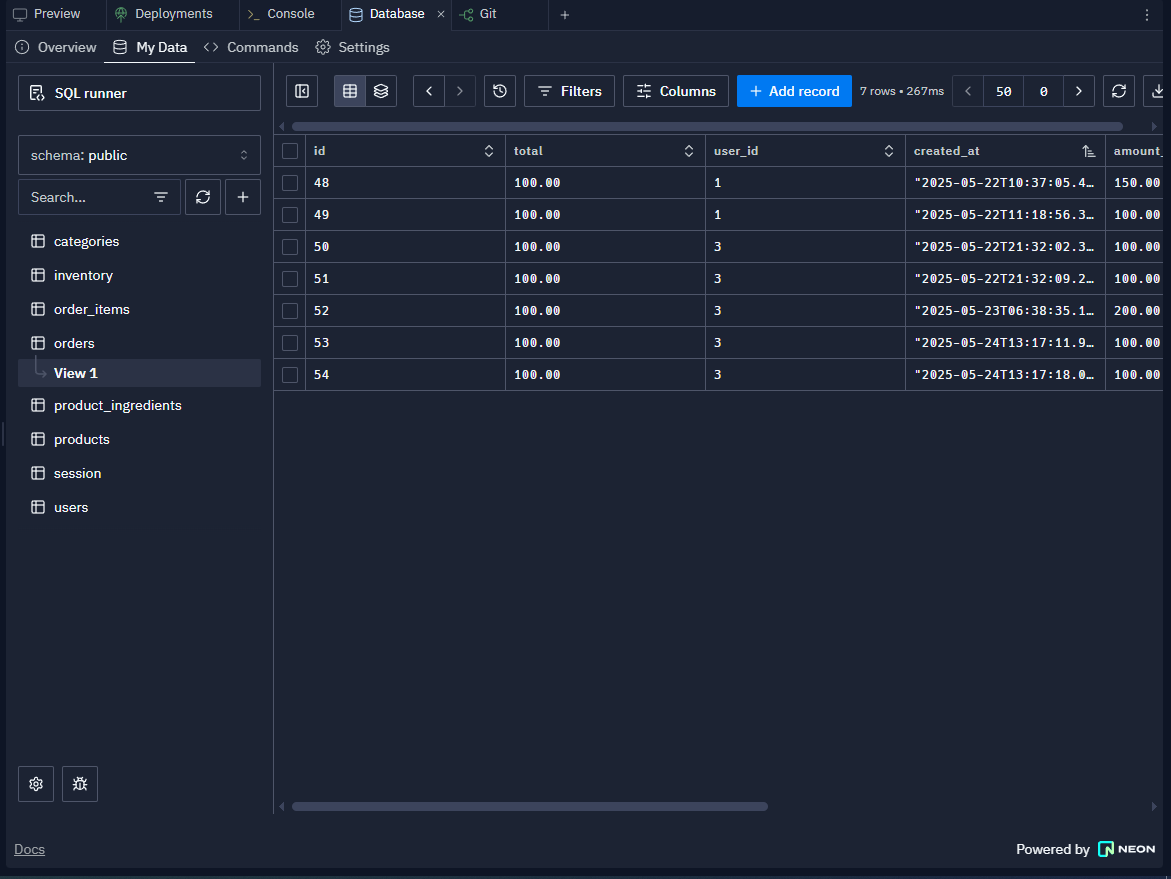 Preview Deployments Console Database Git
Overview My Data Commands Settings
SQL runner
Filters Columns Add record 7 rows • 267ms 50 0
schema: public
Search...
categories
inventory
order_items
orders
View 1
product_ingredients
products
session
users
id total user_id created_at amount_
48 100.00 1 "2025-05-22T10:37:05.4… 150.00
49 100.00 1 "2025-05-22T11:18:56.3… 100.00
50 100.00 3 "2025-05-22T21:32:02.3… 100.00
51 100.00 3 "2025-05-22T21:32:09.2… 100.00
52 100.00 3 "2025-05-23T06:38:35.1… 200.00
53 100.00 3 "2025-05-24T13:17:11.9… 100.00
54 100.00 3 "2025-05-24T13:17:18.0… 100.00
Docs
Powered by NEON